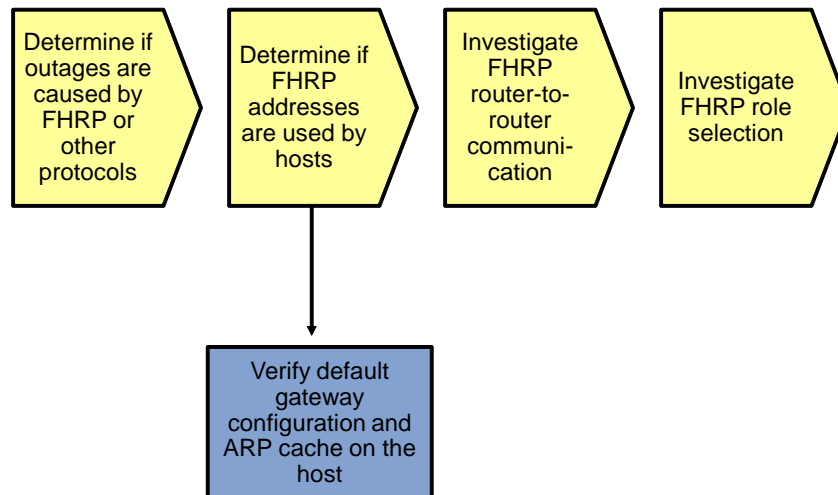 Determine if
outages are
caused by
FHRP or
other
protocols
Determine if
FHRP
addresses
are used by
hosts
Investigate
FHRP
router-to-
router
communi-
cation
Investigate
FHRP role
selection
Verify default
gateway
configuration and
ARP cache on the
host